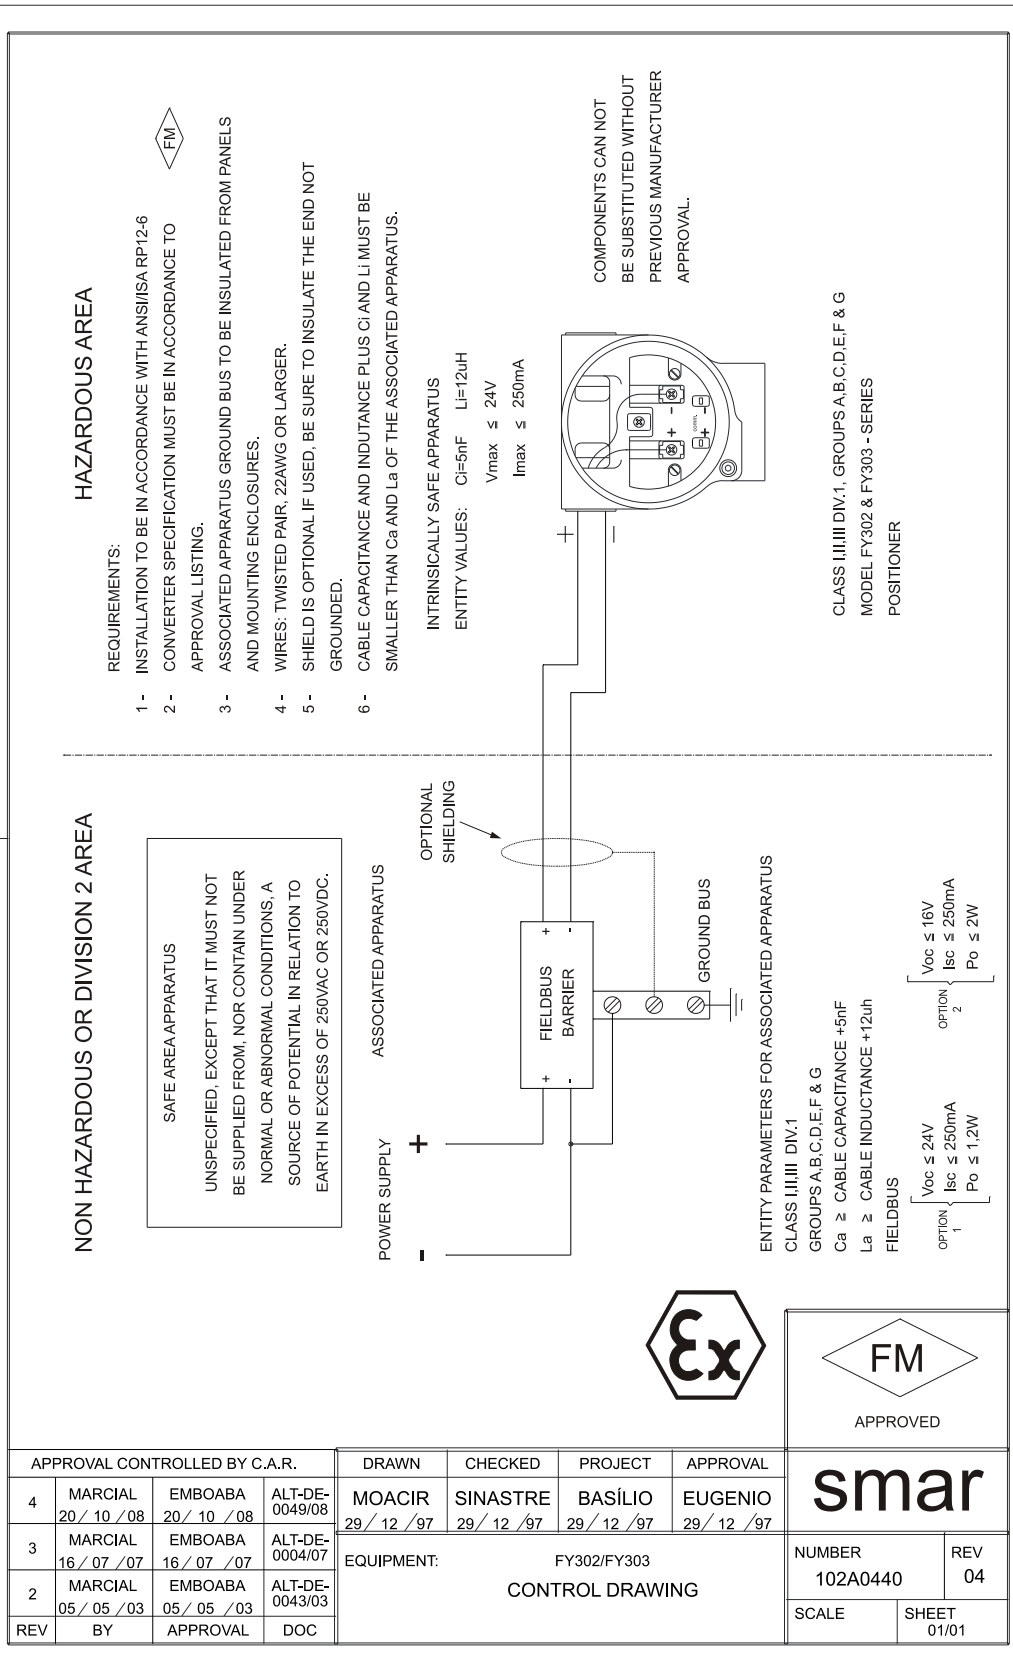 HAZARDOUS AREA
REQUIREMENTS:
1 - INSTALLATION TO BE IN ACCORDANCE WITH ANSI/ISA RP12-6
2 - CONVERTER SPECIFICATION MUST BE IN ACCORDANCE TO
APPROVAL LISTING.
FM
3 - ASSOCIATED APPARATUS GROUND BUS TO BE INSULATED FROM PANELS
AND MOUNTING ENCLOSURES.
4 - WIRES: TWISTED PAIR, 22AWG OR LARGER.
5 - SHIELD IS OPTIONAL IF USED, BE SURE TO INSULATE THE END NOT
GROUNDED.
6 - CABLE CAPACITANCE AND INDUTANCE PLUS Ci AND Li MUST BE
SMALLER THAN Ca AND La OF THE ASSOCIATED APPARATUS.
INTRINSICALLY SAFE APPARATUS
ENTITY VALUES: Ci=5nF Li=12uH
Vmax ≤ 24V
Imax ≤ 250mA
COMPONENTS CAN NOT
BE SUBSTITUTED WITHOUT
PREVIOUS MANUFACTURER
APPROVAL.
+
-
+ -
COMM.
+ -
CLASS I,II,III DIV.1, GROUPS A,B,C,D,E,F & G
MODEL FY302 & FY303 - SERIES
POSITIONER
NON HAZARDOUS OR DIVISION 2 AREA
SAFE AREA APPARATUS
UNSPECIFIED, EXCEPT THAT IT MUST NOT
BE SUPPLIED FROM, NOR CONTAIN UNDER
NORMAL OR ABNORMAL CONDITIONS, A
SOURCE OF POTENTIAL IN RELATION TO
EARTH IN EXCESS OF 250VAC OR 250VDC.
ASSOCIATED APPARATUS
OPTIONAL
SHIELDING
POWER SUPPLY
- +
+ +
FIELDBUS
BARRIER
- -
GROUND BUS
ENTITY PARAMETERS FOR ASSOCIATED APPARATUS
CLASS I,II,III DIV.1
GROUPS A,B,C,D,E,F & G
Ca ≥ CABLE CAPACITANCE +5nF
La ≥ CABLE INDUCTANCE +12uh
FIELDBUS
OPTION
1
Voc ≤ 24V
Isc ≤ 250mA
Po ≤ 1,2W
OPTION
2
Voc ≤ 16V
Isc ≤ 250mA
Po ≤ 2W
Ex
FM
APPROVED
APPROVAL CONTROLLED BY C.A.R.
4 MARCIAL EMBOABA ALT-DE-
20/ 10 /08 20/ 10 /08 0049/08
3 MARCIAL EMBOABA ALT-DE-
16/ 07 /07 16/ 07 /07 0004/07
2 MARCIAL EMBOABA ALT-DE-
05/ 05 /03 05/ 05 /03 0043/03
REV BY APPROVAL DOC
DRAWN CHECKED PROJECT APPROVAL
MOACIR SINASTRE BASÍLIO EUGENIO
29/ 12 /97 29/ 12 /97 29/ 12 /97 29/ 12 /97
EQUIPMENT: FY302/FY303
CONTROL DRAWING
smar
NUMBER REV
102A0440 04
SCALE SHEET
01/01